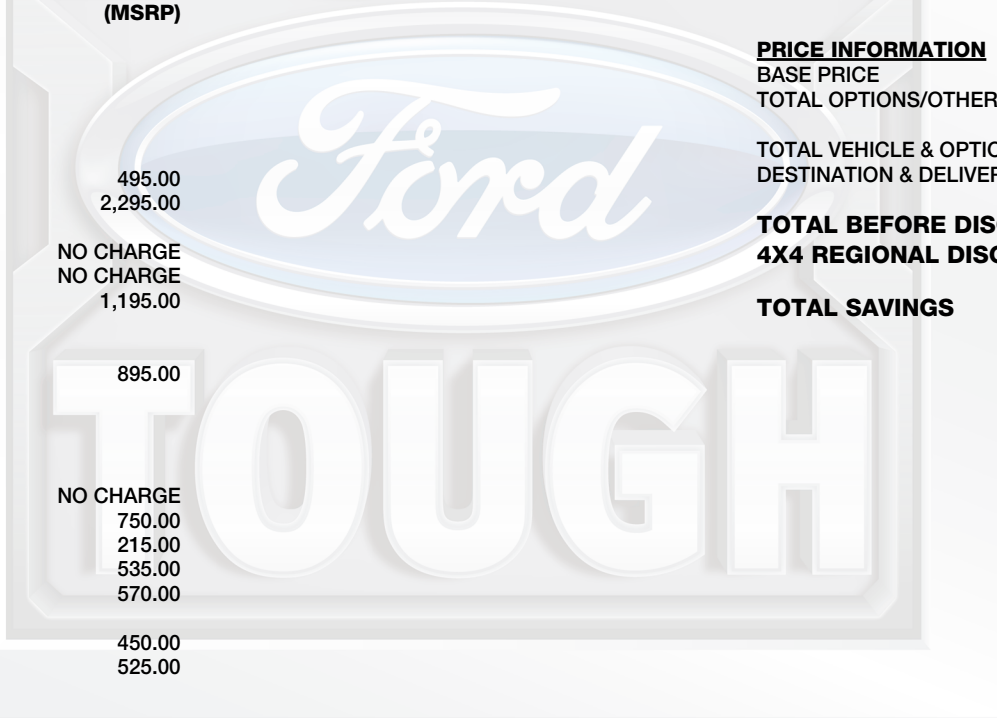 (MSRP)
495.00
2,295.00
NO CHARGE
NO CHARGE
1,195.00
895.00
NO CHARGE
750.00
215.00
535.00
570.00
450.00
525.00
PRICE INFORMATION
BASE PRICE
TOTAL OPTIONS/OTHER
TOTAL VEHICLE & OPTIO
DESTINATION & DELIVER
TOTAL BEFORE DISC
4X4 REGIONAL DISC
TOTAL SAVINGS
Ford
TOUGH